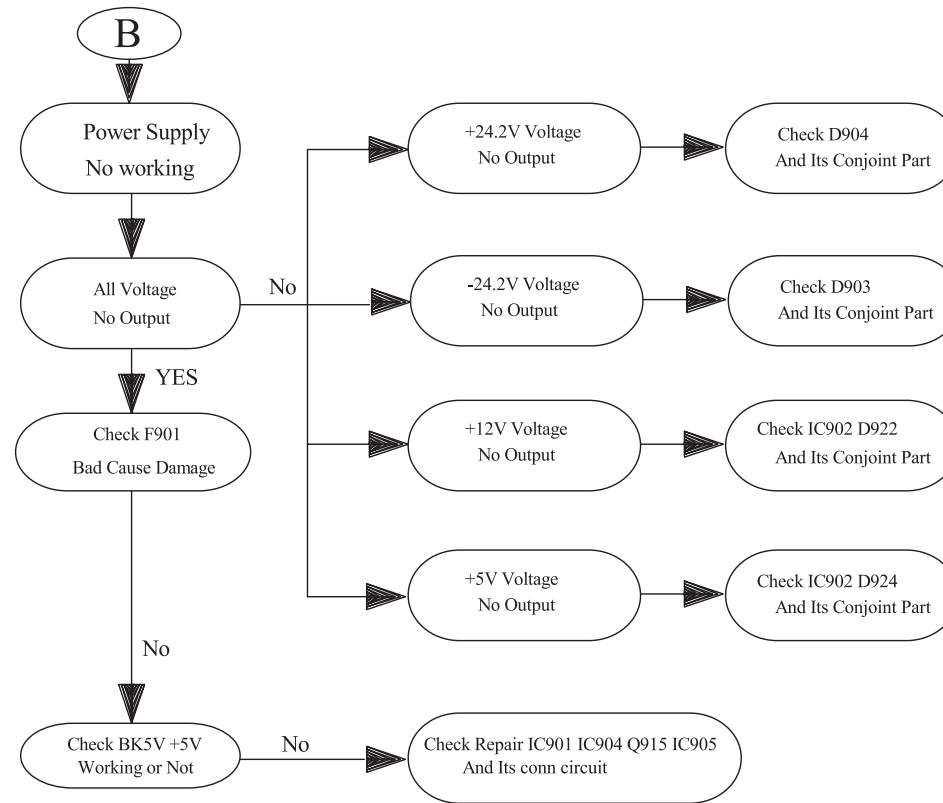 B
Power Supply
No working
All Voltage
No Output
No
YES
Check F901
Bad Cause Damage
No
Check BK5V +5V
Working or Not
No
Check Repair IC901 IC904 Q915 IC905
And Its conn circuit
+24.2V Voltage
No Output
Check D904
And Its Conjoint Part
-24.2V Voltage
No Output
Check D903
And Its Conjoint Part
+12V Voltage
No Output
Check IC902 D922
And Its Conjoint Part
+5V Voltage
No Output
Check IC902 D924
And Its Conjoint Part